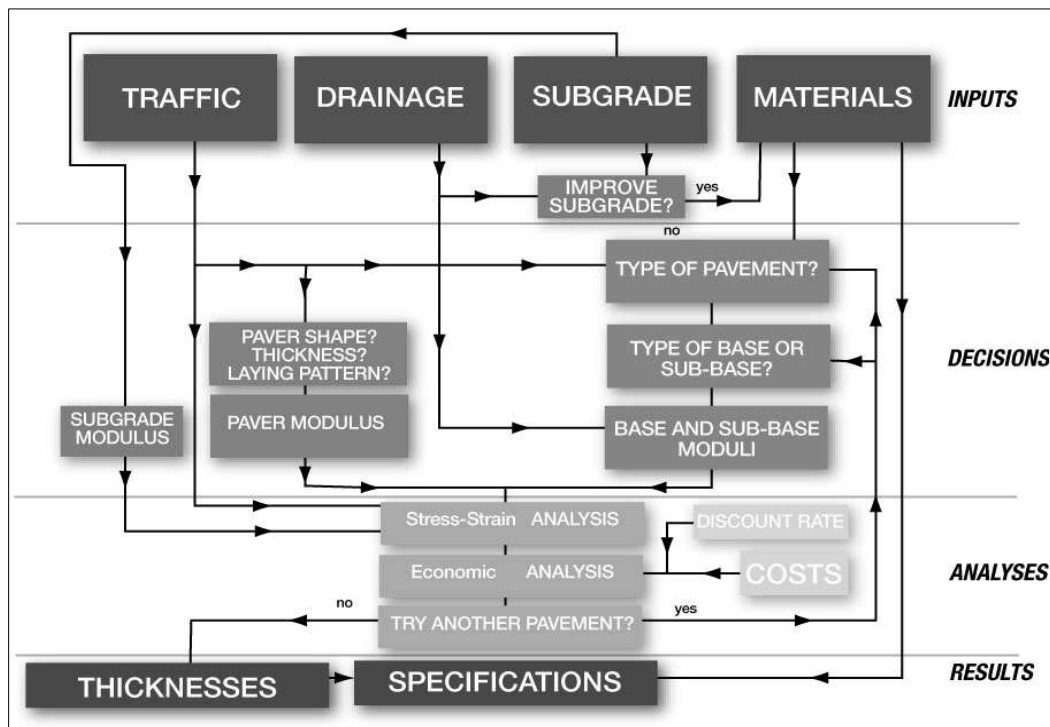 TRAFFIC
DRAINAGE
SUBGRADE
MATERIALS
INPUTS
IMPROVE
SUBGRADE?
yes
no
TYPE OF PAVEMENT?
PAVER SHAPE?
THICKNESS?
LAYING PATTERN?
TYPE OF BASE OR
SUB-BASE?
DECISIONS
SUBGRADE
MODULUS
PAVER MODULUS
BASE AND SUB-BASE
MODULI
Stress-Strain ANALYSIS
DISCOUNT RATE
Economic ANALYSIS
COSTS
ANALYSES
no
TRY ANOTHER PAVEMENT?
yes
THICKNESSES
SPECIFICATIONS
RESULTS